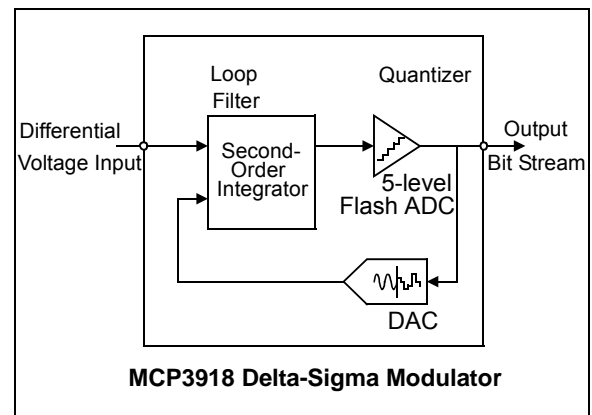 Loop
Filter
Quantizer
Differential
Voltage Input
Second-
Order
Integrator
Output
Bit Stream
5-level
Flash ADC
DAC
MCP3918 Delta-Sigma Modulator